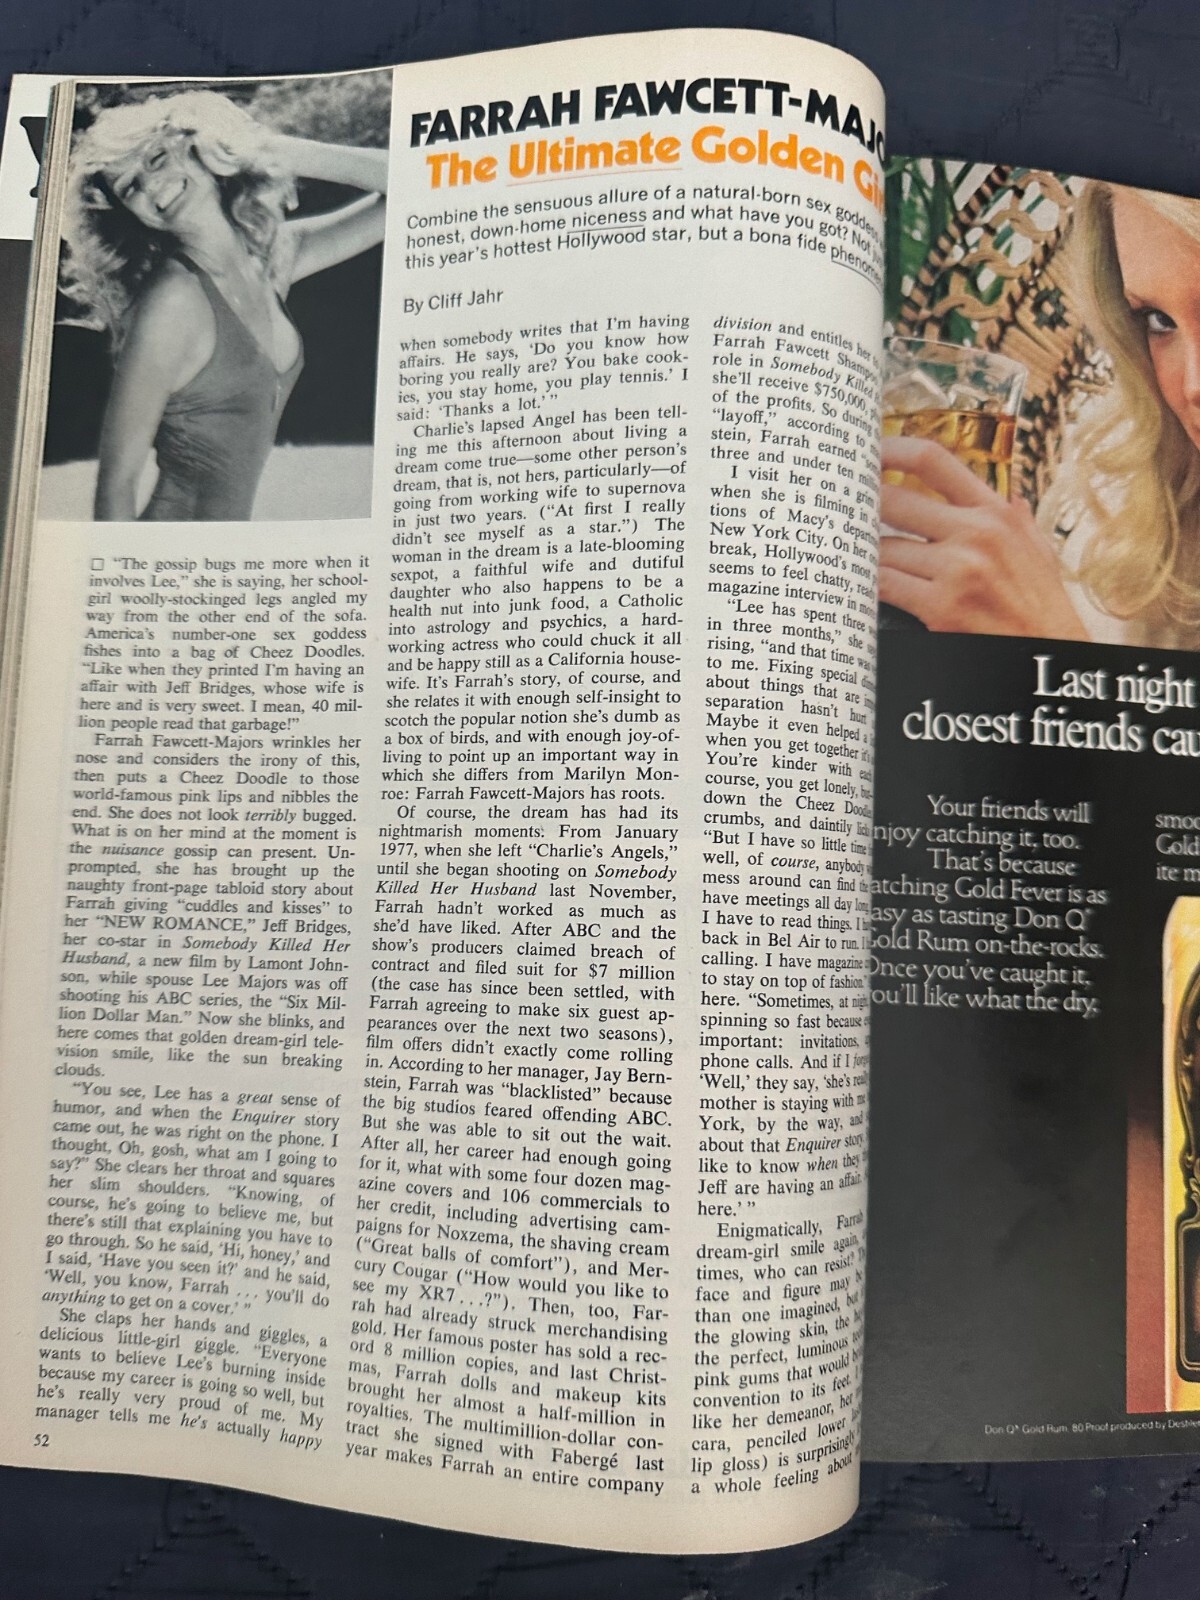 FARRAH FAWCETT-MAJO
The Ultimate Golden Gi
Combine the sensuous allure of a natural-born sex goddess
honest, down-home niceness and what have you got? Not
this year's hottest Hollywood star, but a bona fide phenom
By Cliff Jahr
□ “The gossip bugs me more when it
involves Lee,” she is saying, her school-
girl woolly-stockinged legs angled my
way from the other end of the sofa.
America's number-one sex goddess
fishes into a bag of Cheez Doodles.
“Like when they printed I'm having an
affair with Jeff Bridges, whose wife is
here and is very sweet. I mean, 40 mil-
lion people read that garbage!”
Farrah Fawcett-Majors wrinkles her
nose and considers the irony of this,
then puts a Cheez Doodle to those
world-famous pink lips and nibbles the
end. She does not look terribly bugged.
What is on her mind at the moment is
the nuisance gossip can present. Un-
prompted, she has brought up the
naughty front-page tabloid story about
Farrah giving “cuddles and kisses” to
her “NEW ROMANCE,” Jeff Bridges,
her co-star in Somebody Killed Her
Husband, a new film by Lamont John-
son, while spouse Lee Majors was off
shooting his ABC series, the “Six Mil-
lion Dollar Man.” Now she blinks, and
here comes that golden dream-girl tele-
vision smile, like the sun breaking
clouds.
“You see, Lee has a great sense of
humor, and when the Enquirer story
came out, he was right on the phone. I
thought, Oh, gosh, what am I going to
say?” She clears her throat and squares
her slim shoulders. “Knowing, of
course, he's going to believe me, but
there's still that explaining you have to
go through. So he said, ‘Hi, honey,’ and
I said, ‘Have you seen it?’ and he said,
‘Well, you know, Farrah . . . you'll do
anything to get on a cover.’ ”
She claps her hands and giggles, a
delicious little-girl giggle. “Everyone
wants to believe Lee's burning inside
because my career is going so well, but
he's really very proud of me. My
manager tells me he's actually happy
52
when somebody writes that I'm having
affairs. He says, ‘Do you know how
boring you really are? You bake cook-
ies, you stay home, you play tennis.’ I
said: ‘Thanks a lot.’ ”
Charlie's lapsed Angel has been tell-
ing me this afternoon about living a
dream come true—some other person's
dream, that is, not hers, particularly—of
going from working wife to supernova
in just two years. (“At first I really
didn't see myself as a star.”) The
woman in the dream is a late-blooming
sexpot, a faithful wife and dutiful
daughter who also happens to be a
health nut into junk food, a Catholic
into astrology and psychics, a hard-
working actress who could chuck it all
and be happy still as a California house-
wife. It's Farrah's story, of course, and
she relates it with enough self-insight to
scotch the popular notion she's dumb as
a box of birds, and with enough joy-of-
living to point up an important way in
which she differs from Marilyn Mon-
roe: Farrah Fawcett-Majors has roots.
Of course, the dream has had its
nightmarish moments. From January
1977, when she left “Charlie's Angels,”
until she began shooting on Somebody
Killed Her Husband last November,
Farrah hadn't worked as much as
she'd have liked. After ABC and the
show's producers claimed breach of
contract and filed suit for $7 million
(the case has since been settled, with
Farrah agreeing to make six guest ap-
pearances over the next two seasons),
film offers didn't exactly come rolling
in. According to her manager, Jay Bern-
stein, Farrah was “blacklisted” because
the big studios feared offending ABC.
But she was able to sit out the wait.
After all, her career had enough going
for it, what with some four dozen mag-
azine covers and 106 commercials to
her credit, including advertising cam-
paigns for Noxzema, the shaving cream
(“Great balls of comfort”), and Mer-
cury Cougar (“How would you like to
see my XR7 . . .?”). Then, too, Far-
rah had already struck merchandising
gold. Her famous poster has sold a rec-
ord 8 million copies, and last Christ-
mas, Farrah dolls and makeup kits
brought her almost a half-million in
royalties. The multimillion-dollar con-
tract she signed with Fabergé last
year makes Farrah an entire company
division and entitles her
Farrah Fawcett Shampoo
role in Somebody Killed
she'll receive $750,000,
of the profits. So during
“layoff,” according to
stein, Farrah earned
three and under ten mil
I visit her on a
when she is filming in
tions of Macy's depart
New York City. On her
break, Hollywood's most
seems to feel chatty,
magazine interview in
“Lee has spent three
in three months,” she
rising, “and that time was
to me. Fixing special
about things that are
separation hasn't hurt
Maybe it even helped a
when you get together
You're kinder with
course, you get lonely,
down the Cheez Dood
crumbs, and daintily
“But I have so little time
well, of course, anybody
mess around can find
have meetings all day long
I have to read things. I
back in Bel Air to run.
calling. I have magazine
to stay on top of fashion.
here. “Sometimes, at night
spinning so fast because
important: invitations,
phone calls. And if I
‘Well,’ they say, ‘she's
mother is staying with me
York, by the way, and
about that Enquirer story
like to know when they
Jeff are having an affair.
here.’ ”
Enigmatically, Farrah
dream-girl smile again,
times, who can resist?
face and figure may be
than one imagined, but
the glowing skin, the
the perfect, luminous
pink gums that would
convention to its feet.
like her demeanor, her
cara, penciled lower
lip gloss) is surprisingly
a whole feeling about
Last night
closest friends cau
Your friends will
njoy catching it, too.
That's because
atching Gold Fever is as
asy as tasting Don Q®
Gold Rum on-the-rocks.
Once you've caught it,
ou'll like what the dry,
smoo
Gold
ite m
Don Q® Gold Rum. 80 Proof produced by Destiler